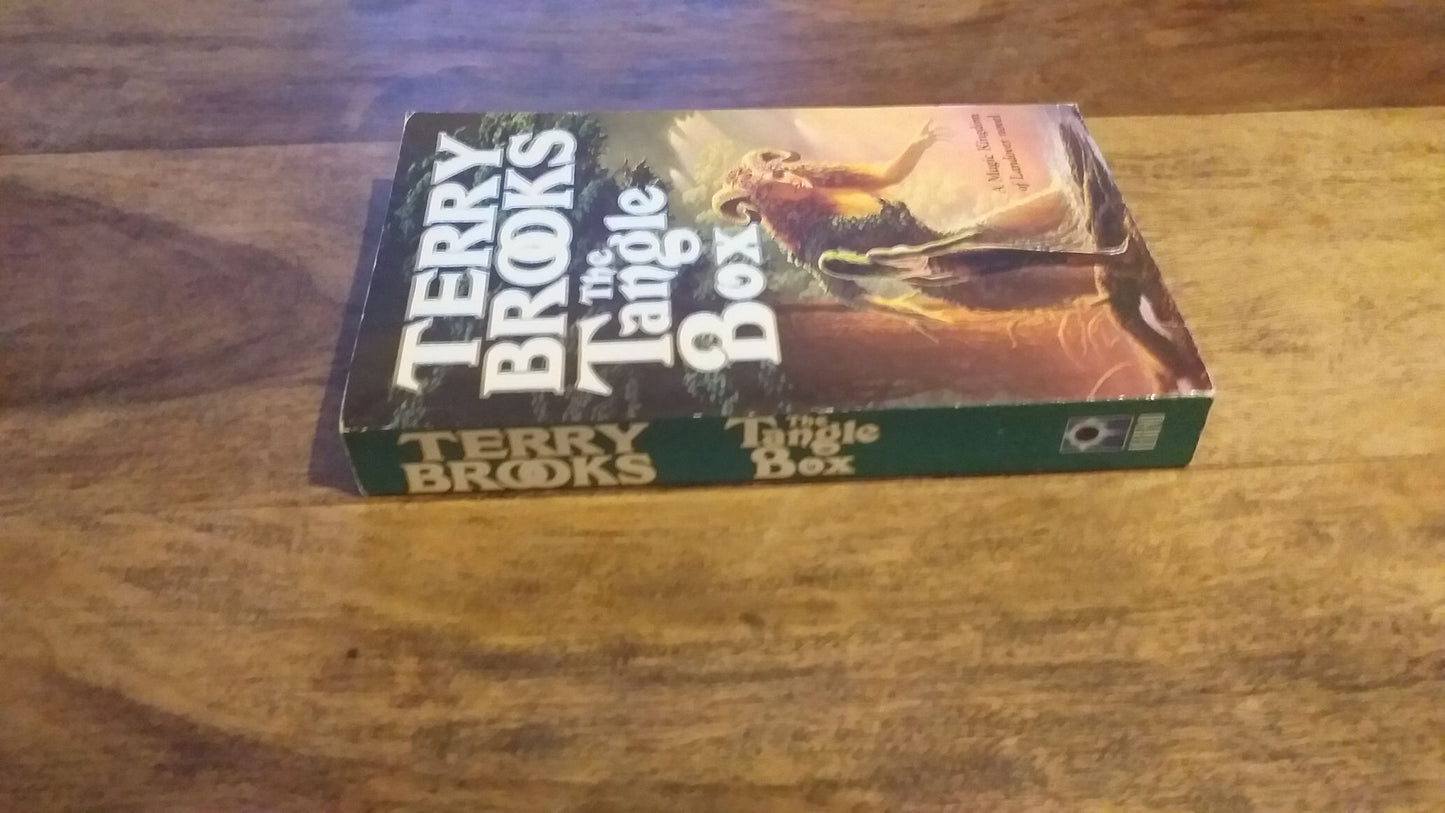 TERRY
BROOKS
The
Tangle
Box
A Magic Kingdom
of Landover novel
TERRY
BROOKS
The
Tangle
Box